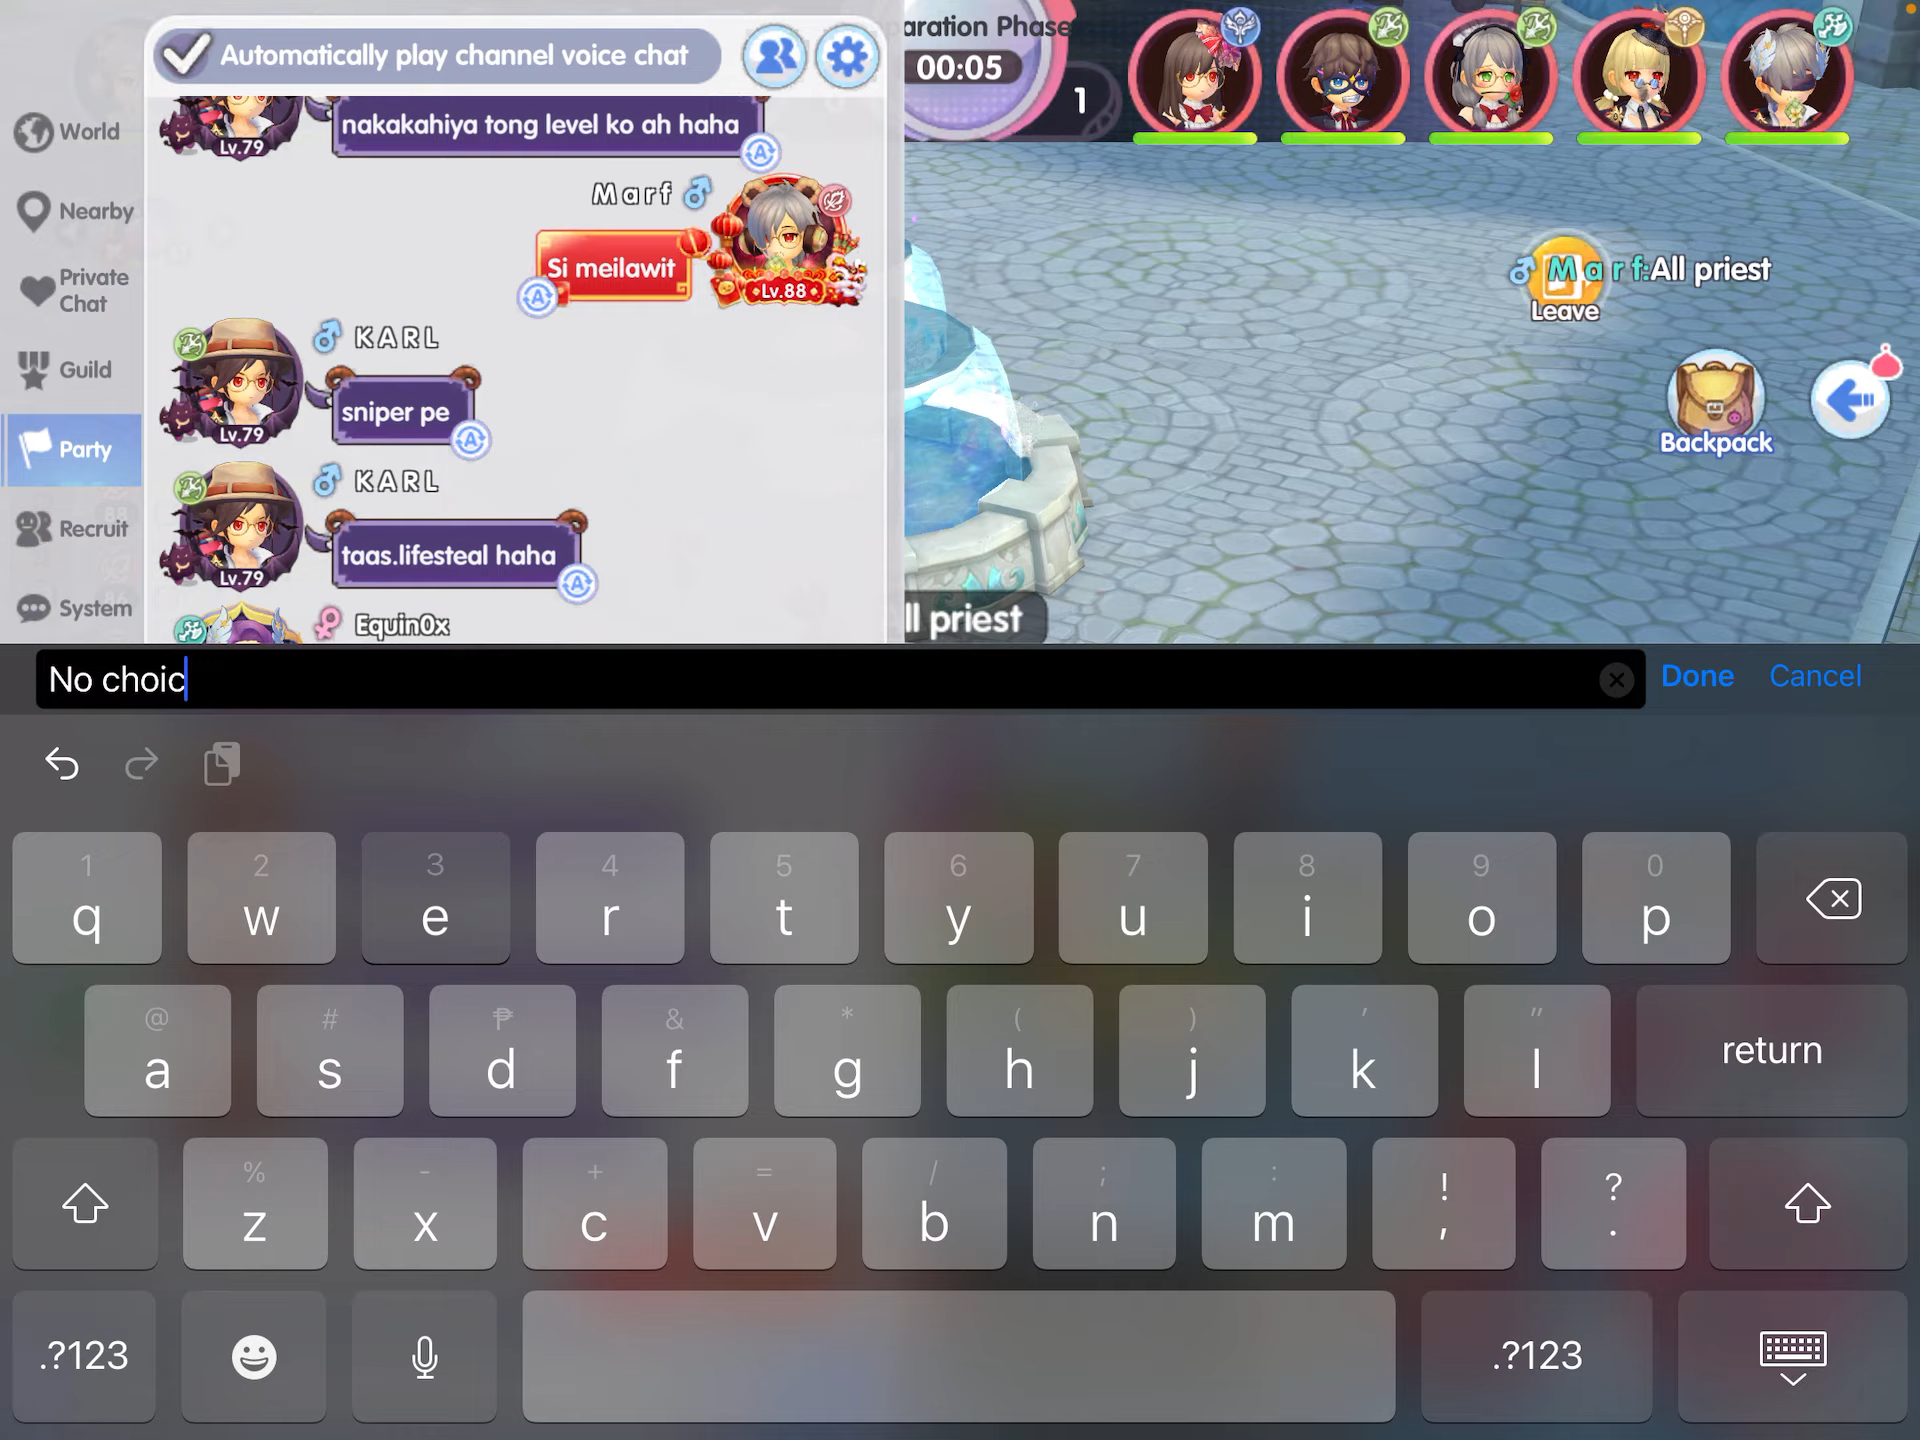 Automatically play channel voice chat
World
Nearby
Private
Chat
Guild
Party
Recruit
System
nakakahiya tong level ko ah haha
Lv.79
Marf
Si meilawit
Lv.88
KARL
sniper pe
Lv.79
KARL
taas.lifesteal haha
Lv.79
Equin0x
aration Phase
00:05
1
Marf:All priest
Leave
Backpack
ll priest
No choic
Done Cancel
1 2 3 4 5 6 7 8 9 0
q w e r t y u i o p
@ # ₱ & * ( ) ' "
a s d f g h j k l return
% - + = / ; : ! ?
z x c v b n m , .
.?123 .?123